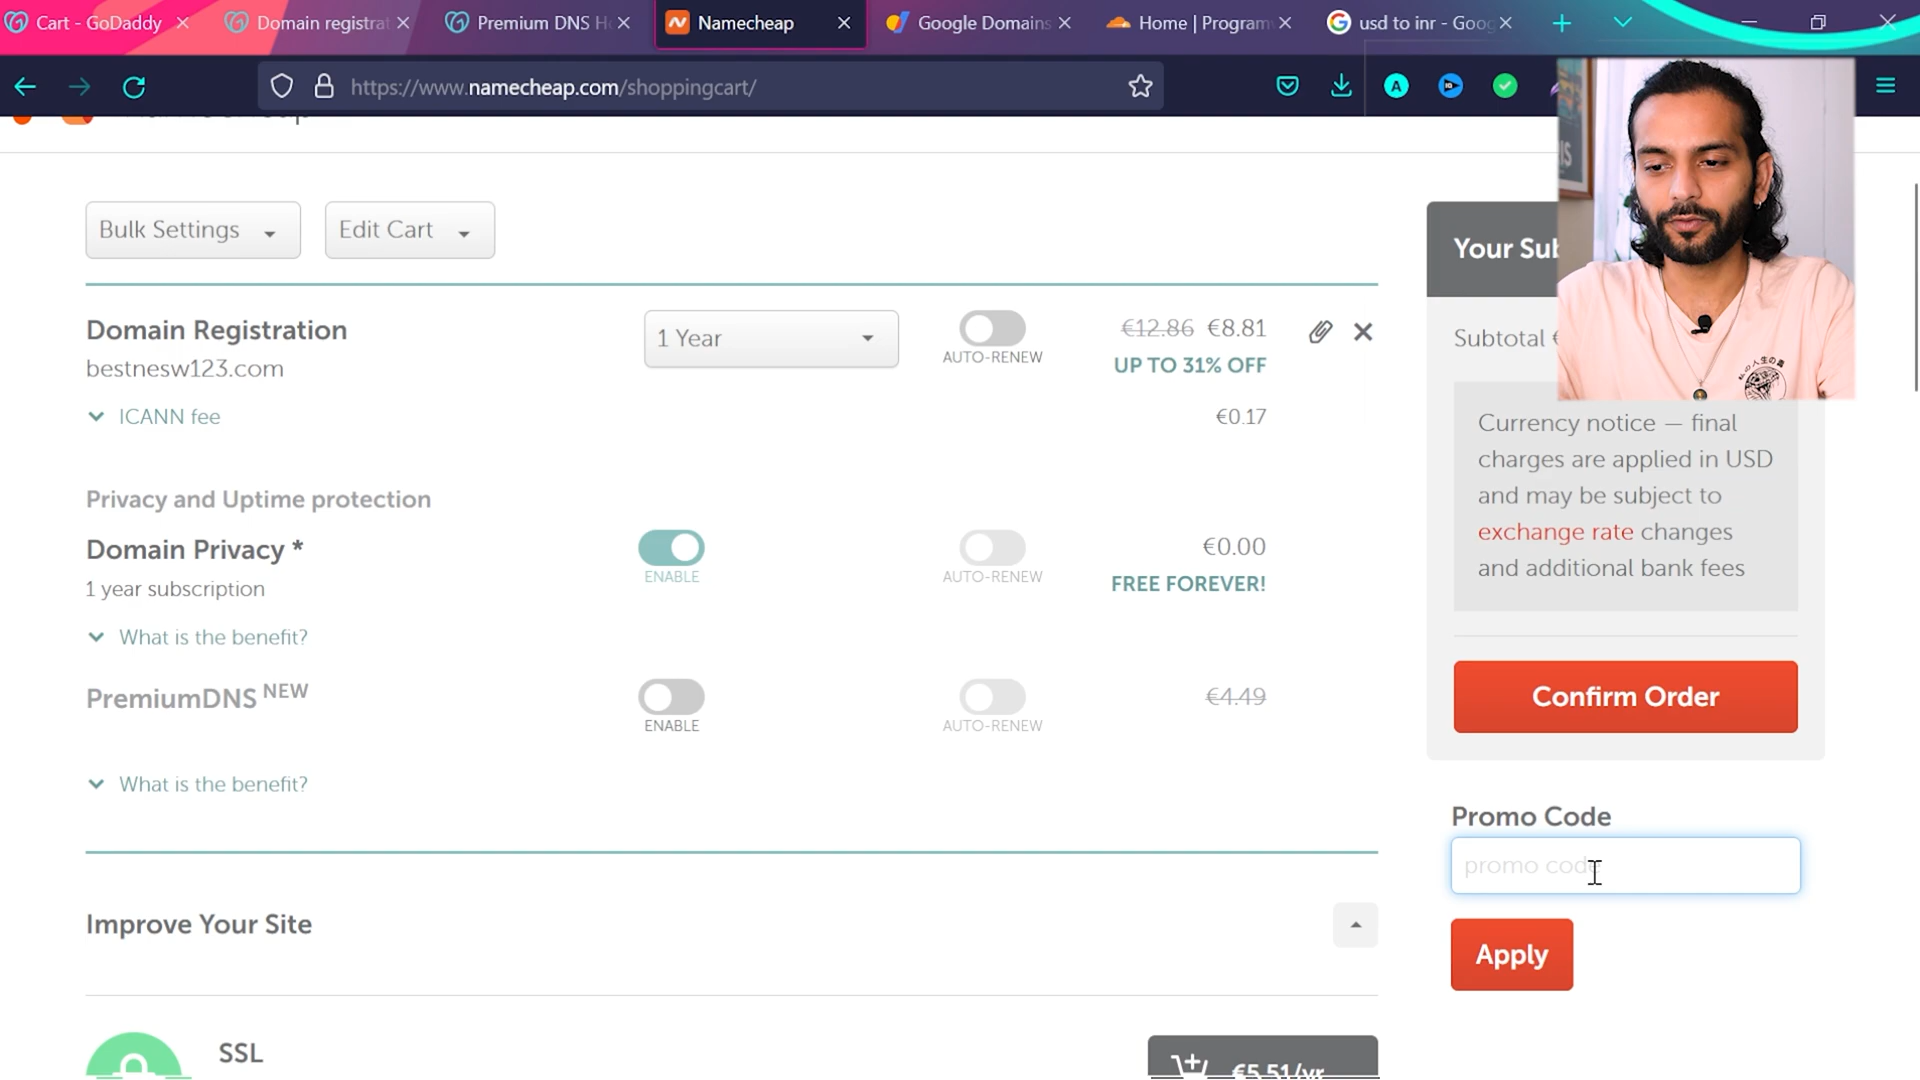 Cart - GoDaddy
Domain registrat
Premium DNS Ho
Namecheap
Google Domains
Home | Program
usd to inr - Goog
https://www.namecheap.com/shoppingcart/
Bulk Settings
Edit Cart
Your Sub
Domain Registration
1 Year
€12.86 €8.81
Subtotal €
bestnesw123.com
AUTO-RENEW
UP TO 31% OFF
ICANN fee
€0.17
Currency notice — final
charges are applied in USD
and may be subject to
exchange rate changes
and additional bank fees
Privacy and Uptime protection
Domain Privacy *
€0.00
1 year subscription
ENABLE
AUTO-RENEW
FREE FOREVER!
What is the benefit?
PremiumDNS NEW
€4.49
ENABLE
AUTO-RENEW
Confirm Order
What is the benefit?
Promo Code
promo code
Improve Your Site
Apply
SSL
€5.51/yr